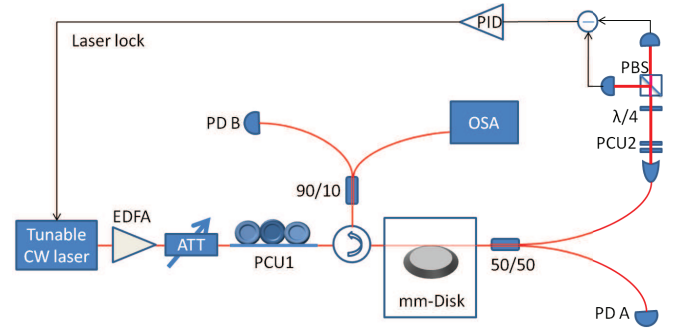 PID
Laser lock
PBS
λ/4
PCU2
PD B
OSA
90/10
EDFA
Tunable
CW laser
ATT
PCU1
mm-Disk
50/50
PD A